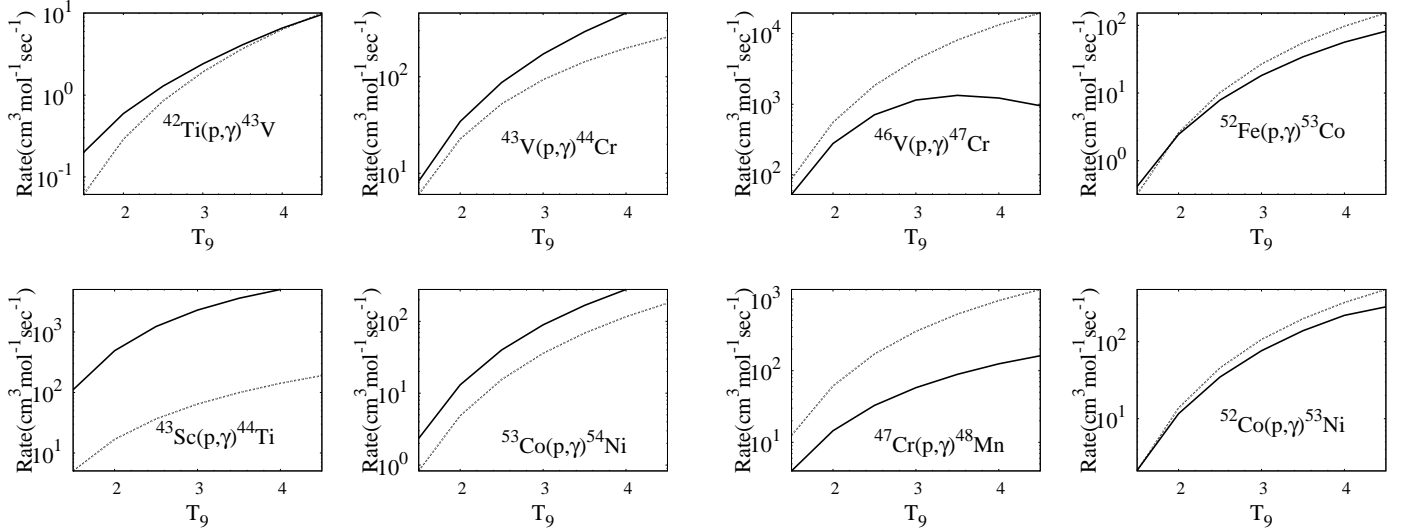 Rate(cm³mol⁻¹sec⁻¹)
10¹
10⁰
10⁻¹
⁴²Ti(p,γ)⁴³V
2 3 4
T₉
Rate(cm³mol⁻¹sec⁻¹)
10²
10¹
⁴³V(p,γ)⁴⁴Cr
2 3 4
T₉
Rate(cm³mol⁻¹sec⁻¹)
10⁴
10³
10²
⁴⁶V(p,γ)⁴⁷Cr
2 3 4
T₉
Rate(cm³mol⁻¹sec⁻¹)
10²
10¹
10⁰
⁵²Fe(p,γ)⁵³Co
2 3 4
T₉
Rate(cm³mol⁻¹sec⁻¹)
10³
10²
10¹
⁴³Sc(p,γ)⁴⁴Ti
2 3 4
T₉
Rate(cm³mol⁻¹sec⁻¹)
10²
10¹
10⁰
⁵³Co(p,γ)⁵⁴Ni
2 3 4
T₉
Rate(cm³mol⁻¹sec⁻¹)
10³
10²
10¹
⁴⁷Cr(p,γ)⁴⁸Mn
2 3 4
T₉
Rate(cm³mol⁻¹sec⁻¹)
10²
10¹
⁵²Co(p,γ)⁵³Ni
2 3 4
T₉